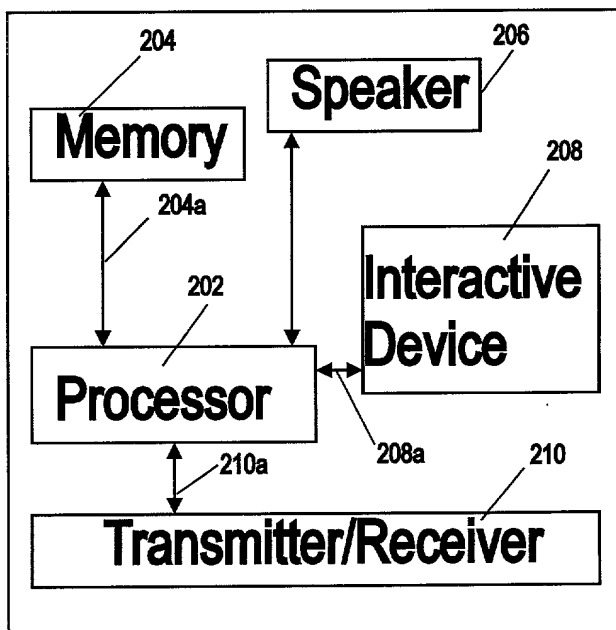 204
206
Speaker
Memory
208
204a
Interactive
Device
202
Processor
210a
208a
210
Transmitter/Receiver